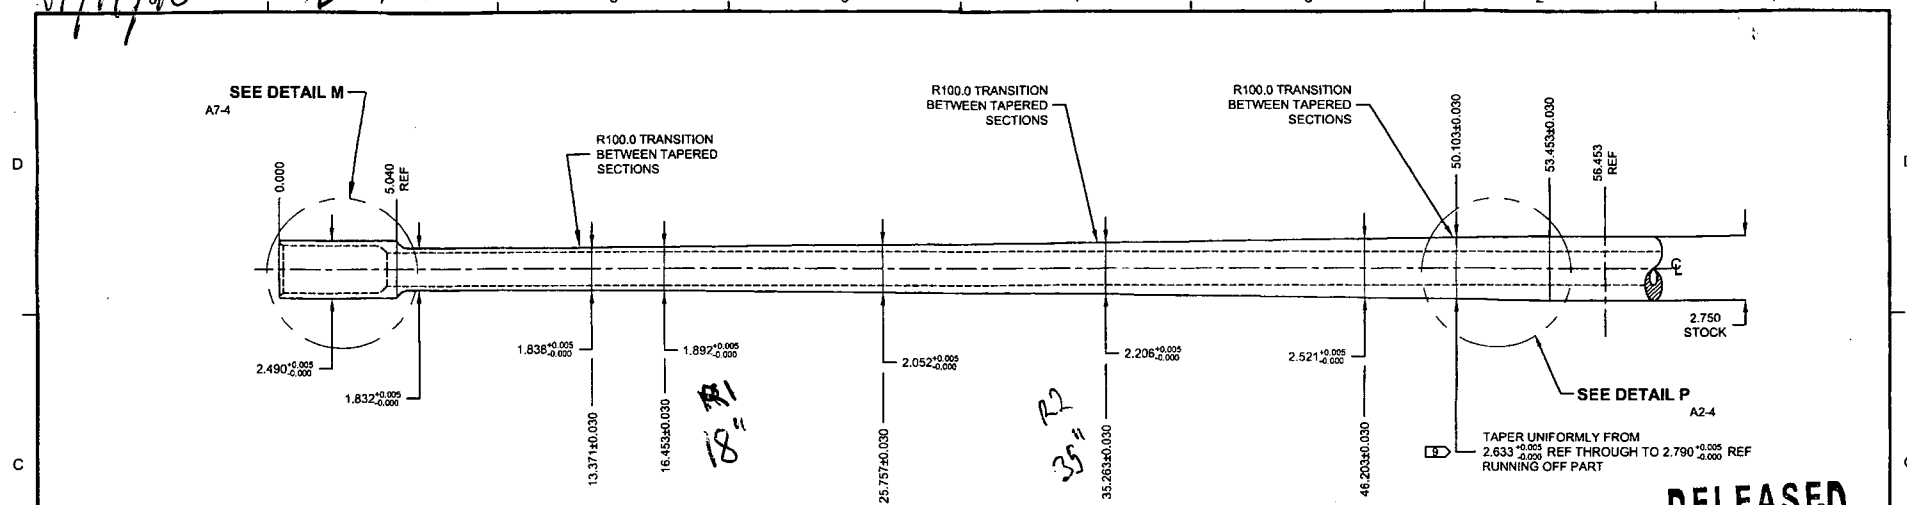 SEE DETAIL M
A7-4
R100.0 TRANSITION
BETWEEN TAPERED
SECTIONS
R100.0 TRANSITION
BETWEEN TAPERED
SECTIONS
R100.0 TRANSITION
BETWEEN TAPERED
SECTIONS
0.000
5.040
REF
50.103±0.030
53.453±0.030
56.453
REF
D
2.490 +0.005 -0.000
1.832 +0.005 -0.000
1.838 +0.005 -0.000
1.892 +0.005 -0.000
2.052 +0.005 -0.000
2.206 +0.005 -0.000
2.521 +0.005 -0.000
2.750
STOCK
13.371±0.030
16.453±0.030
18"
25.757±0.030
R2
35"
35.263±0.030
46.203±0.030
SEE DETAIL P
A2-4
9
TAPER UNIFORMLY FROM
2.633 +0.005 -0.000 REF THROUGH TO 2.790 +0.005 -0.000 REF
RUNNING OFF PART
C
RELEASED